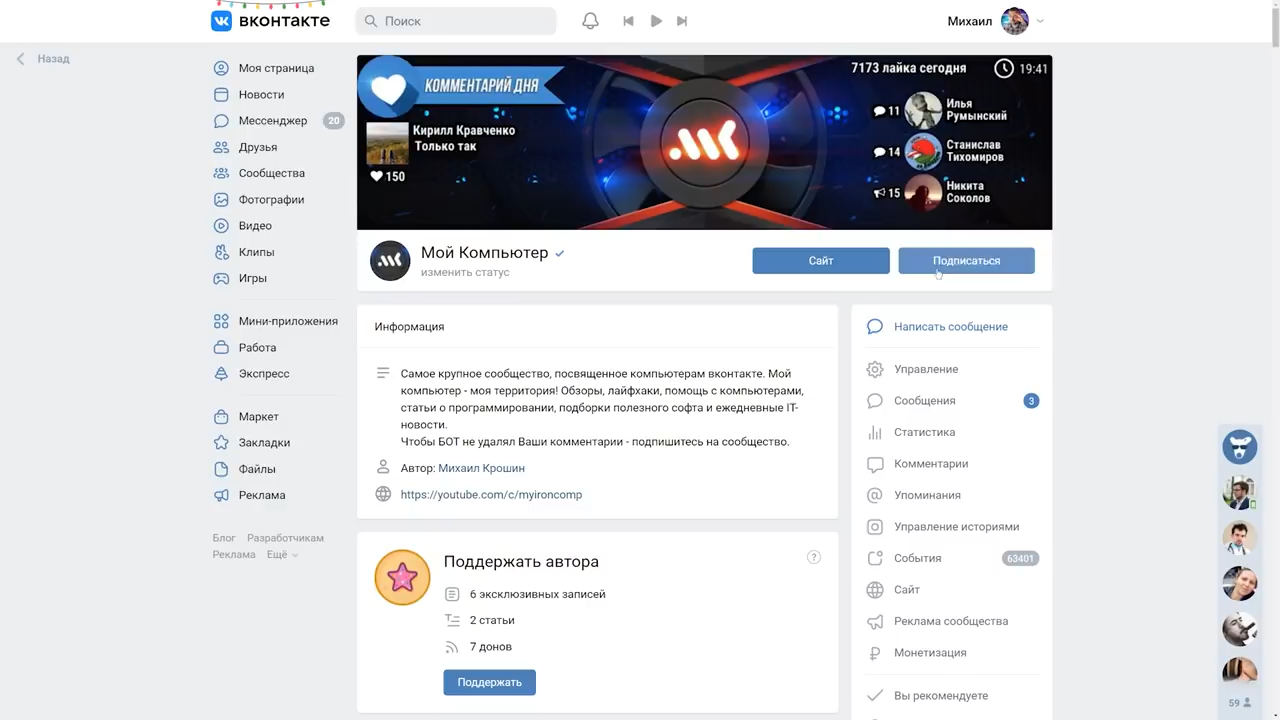 вконтакте
Поиск
Михаил
Назад
Моя страница
Новости
Мессенджер 20
Друзья
Сообщества
Фотографии
Видео
Клипы
Игры
Мини-приложения
Работа
Экспресс
Маркет
Закладки
Файлы
Реклама
Блог Разработчикам
Реклама Ещё
КОММЕНТАРИЙ ДНЯ
Кирилл Кравченко
Только так
150
7173 лайка сегодня
19:41
11 Илья
Румынский
14 Станислав
Тихомиров
15 Никита
Соколов
Мой Компьютер
изменить статус
Сайт
Подписаться
Информация
Самое крупное сообщество, посвященное компьютерам вконтакте. Мой
компьютер - моя территория! Обзоры, лайфхаки, помощь с компьютерами,
статьи о программировании, подборки полезного софта и ежедневные IT-
новости.
Чтобы БОТ не удалял Ваши комментарии - подпишитесь на сообщество.
Автор: Михаил Крошин
https://youtube.com/c/myironcomp
Поддержать автора
?
6 эксклюзивных записей
2 статьи
7 донов
Поддержать
Написать сообщение
Управление
Сообщения 3
Статистика
Комментарии
Упоминания
Управление историями
События 63401
Сайт
Реклама сообщества
Монетизация
Вы рекомендуете
59